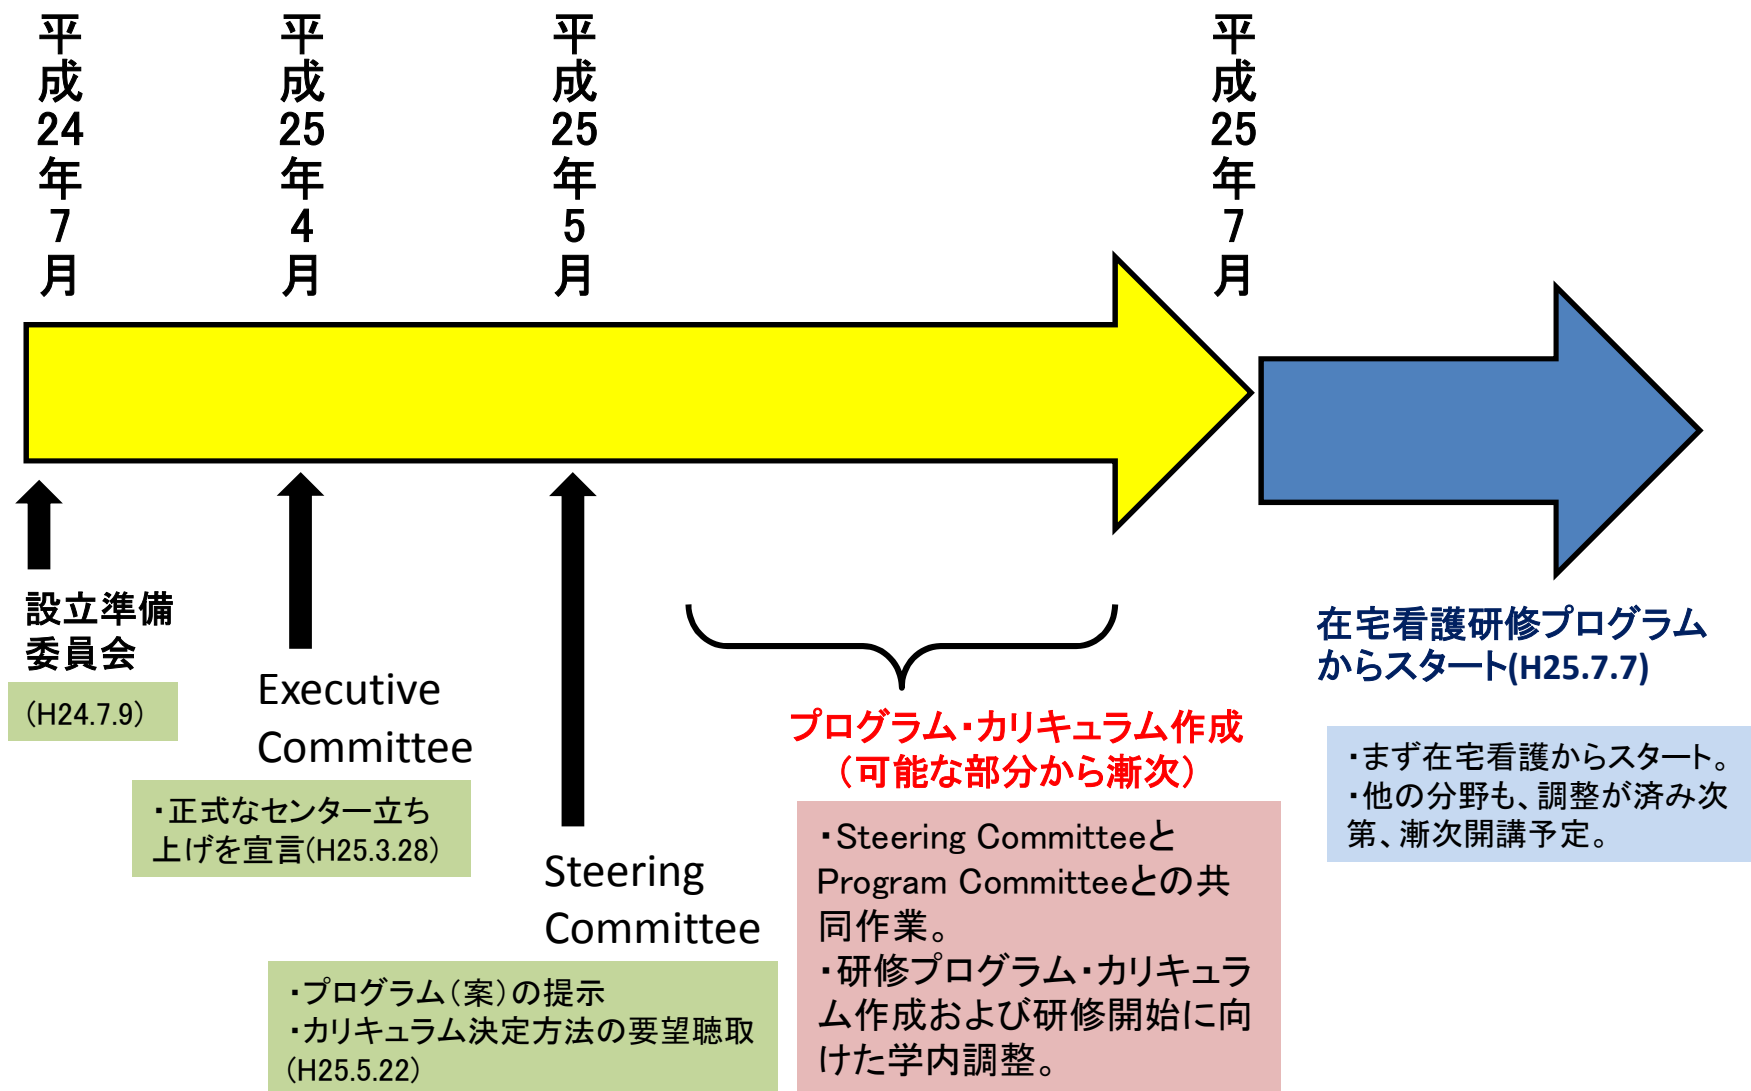 平成24年7月
平成25年4月
平成25年5月
平成25年7月
設立準備
委員会
(H24.7.9)
Executive
Committee
・正式なセンター立ち
上げを宣言(H25.3.28)
Steering
Committee
・プログラム(案)の提示
・カリキュラム決定方法の要望聴取
(H25.5.22)
プログラム・カリキュラム作成
(可能な部分から漸次)
・Steering Committeeと
Program Committeeとの共
同作業。
・研修プログラム・カリキュラ
ム作成および研修開始に向
けた学内調整。
在宅看護研修プログラム
からスタート(H25.7.7)
・まず在宅看護からスタート。
・他の分野も、調整が済み次
第、漸次開講予定。